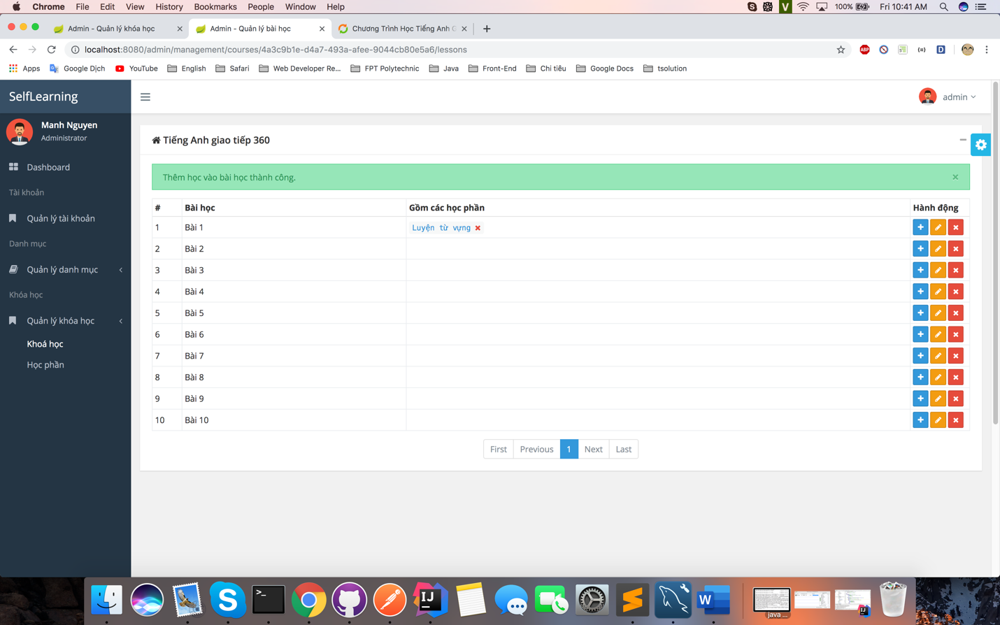 Chrome File Edit View History Bookmarks People Window Help 100% Fri 10:41 AM
Admin - Quản lý khóa học Admin - Quản lý bài học Chương Trình Học Tiếng Anh G
localhost:8080/admin/management/courses/4a3c9b1e-d4a7-493a-afee-9044cb80e5a6/lessons
Apps Google Dịch YouTube English Safari Web Developer Re... FPT Polytechnic Java Front-End Chi tiêu Google Docs tsolution
SelfLearning
admin
Manh Nguyen
Administrator
Dashboard
Tài khoản
Quản lý tài khoản
Danh mục
Quản lý danh mục
Khóa học
Quản lý khóa học
Khoá học
Học phần
Tiếng Anh giao tiếp 360
Thêm học vào bài học thành công.
# Bài học Gồm các học phần Hành động
1 Bài 1 Luyện từ vựng
2 Bài 2
3 Bài 3
4 Bài 4
5 Bài 5
6 Bài 6
7 Bài 7
8 Bài 8
9 Bài 9
10 Bài 10
First Previous 1 Next Last
java ...